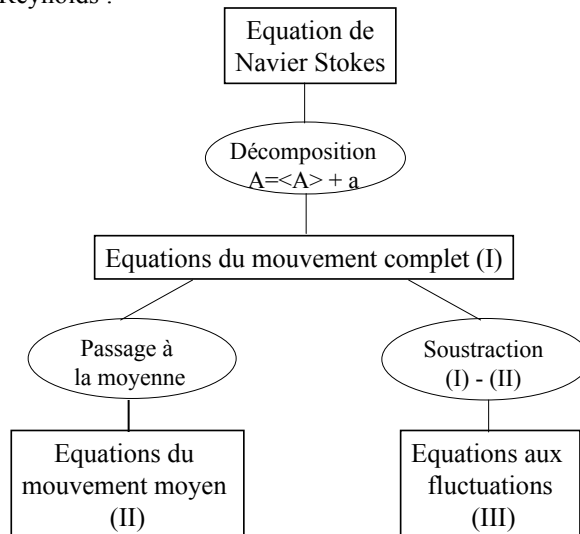 Reynolds :
Equation de
Navier Stokes
Décomposition
A=<A> + a
Equations du mouvement complet (I)
Passage à
la moyenne
Soustraction
(I) - (II)
Equations du
mouvement moyen
(II)
Equations aux
fluctuations
(III)